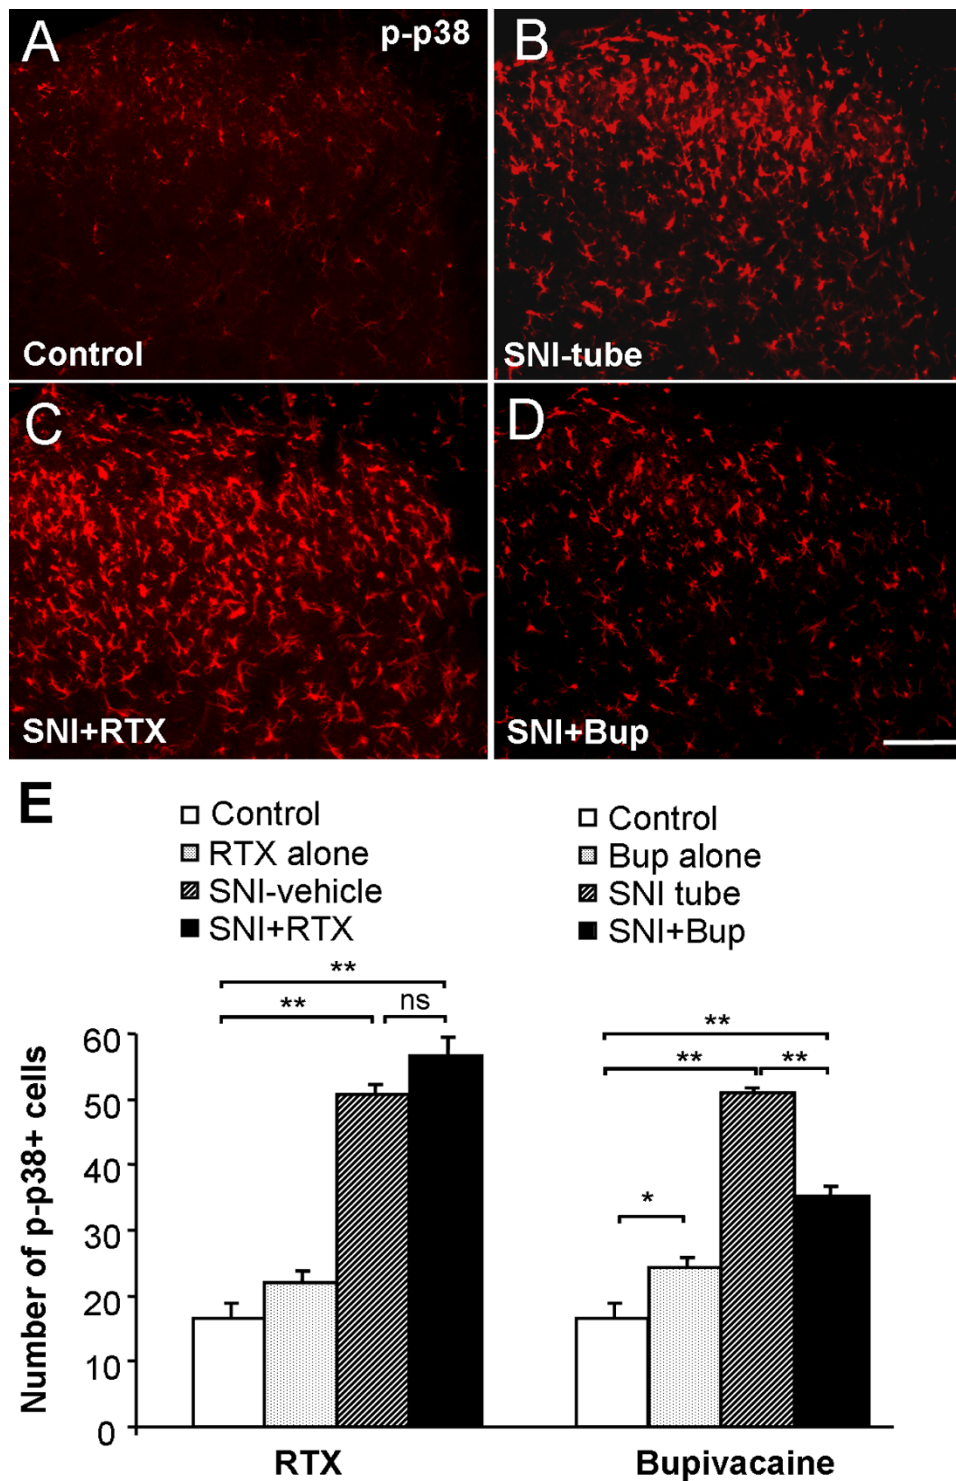 A
p-p38
Control
B
SNI-tube
C
SNI+RTX
D
SNI+Bup
E
Control
RTX alone
SNI-vehicle
SNI+RTX
Control
Bup alone
SNI tube
SNI+Bup
Number of p-p38+ cells
60
50
40
30
20
10
0
**
**
ns
**
**
**
*
RTX
Bupivacaine